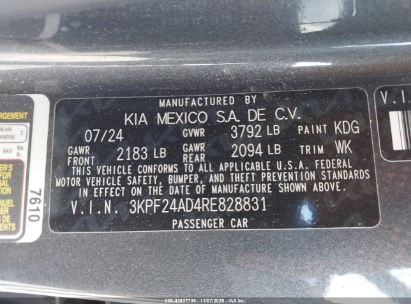 MANUFACTURED BY
KIA MEXICO S.A. DE C.V.
07/24 GVWR 3792 LB PAINT KDG
GAWR FRONT 2183 LB GAWR REAR 2094 LB TRIM WK
THIS VEHICLE CONFORMS TO ALL APPLICABLE U.S. FEDERAL
MOTOR VEHICLE SAFETY, BUMPER, AND THEFT PREVENTION STANDARDS
IN EFFECT ON THE DATE OF MANUFACTURE SHOWN ABOVE.
V.I.N. 3KPF24AD4RE828831
PASSENGER CAR
7610
V.I